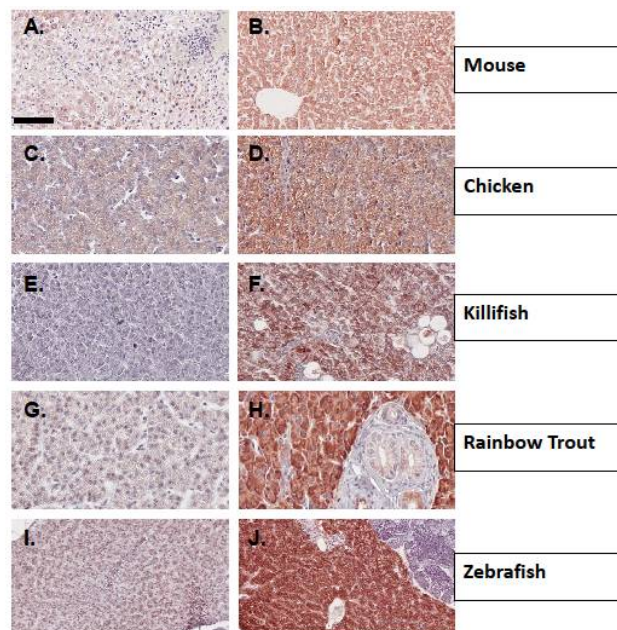 A.
B.
Mouse
C.
D.
Chicken
E.
F.
Killifish
G.
H.
Rainbow Trout
I.
J.
Zebrafish